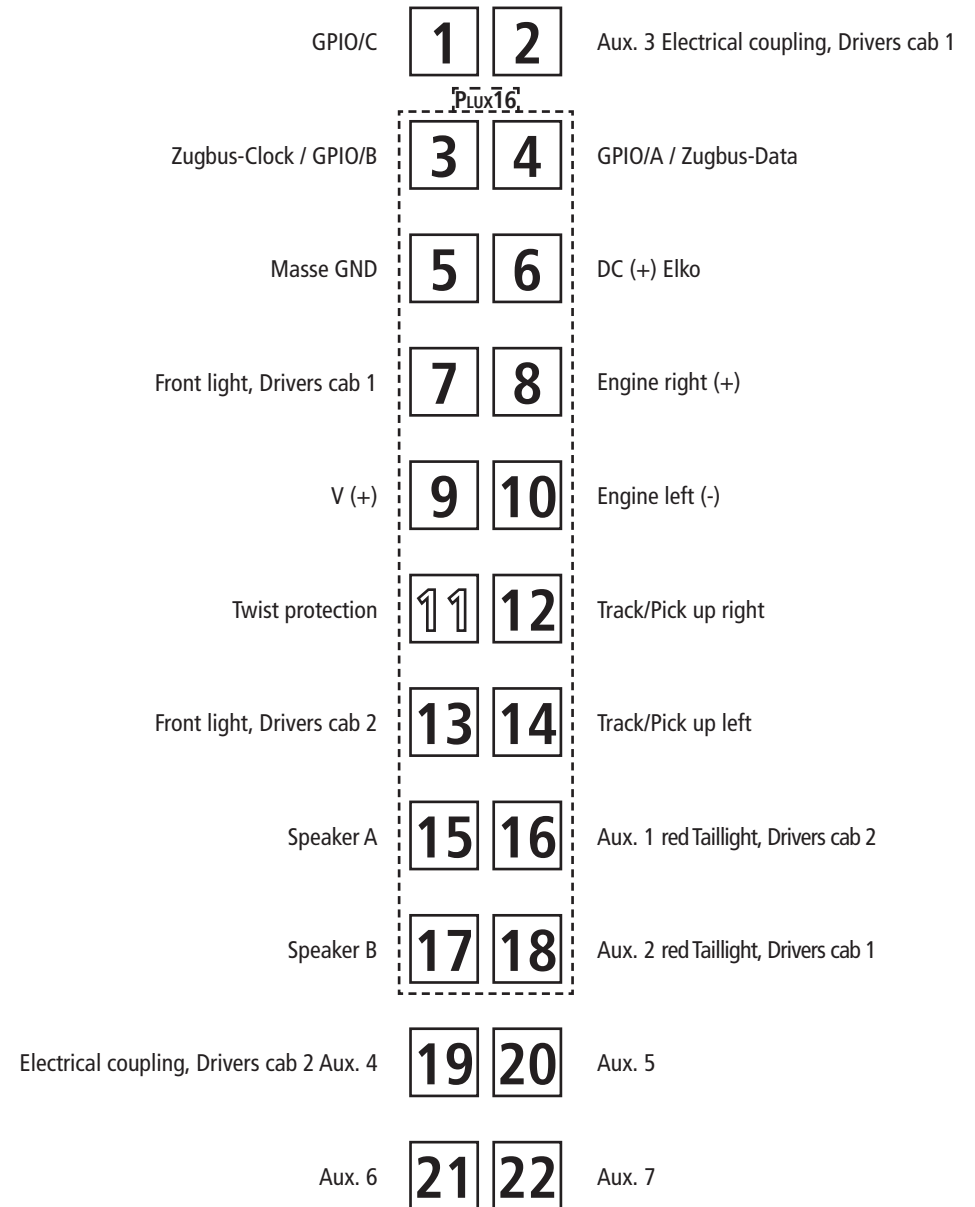 GPIO/C 1 2 Aux. 3 Electrical coupling, Drivers cab 1
PLUX16
Zugbus-Clock / GPIO/B 3 4 GPIO/A / Zugbus-Data
Masse GND 5 6 DC (+) Elko
Front light, Drivers cab 1 7 8 Engine right (+)
V (+) 9 10 Engine left (-)
Twist protection 11 12 Track/Pick up right
Front light, Drivers cab 2 13 14 Track/Pick up left
Speaker A 15 16 Aux. 1 red Taillight, Drivers cab 2
Speaker B 17 18 Aux. 2 red Taillight, Drivers cab 1
Electrical coupling, Drivers cab 2 Aux. 4 19 20 Aux. 5
Aux. 6 21 22 Aux. 7